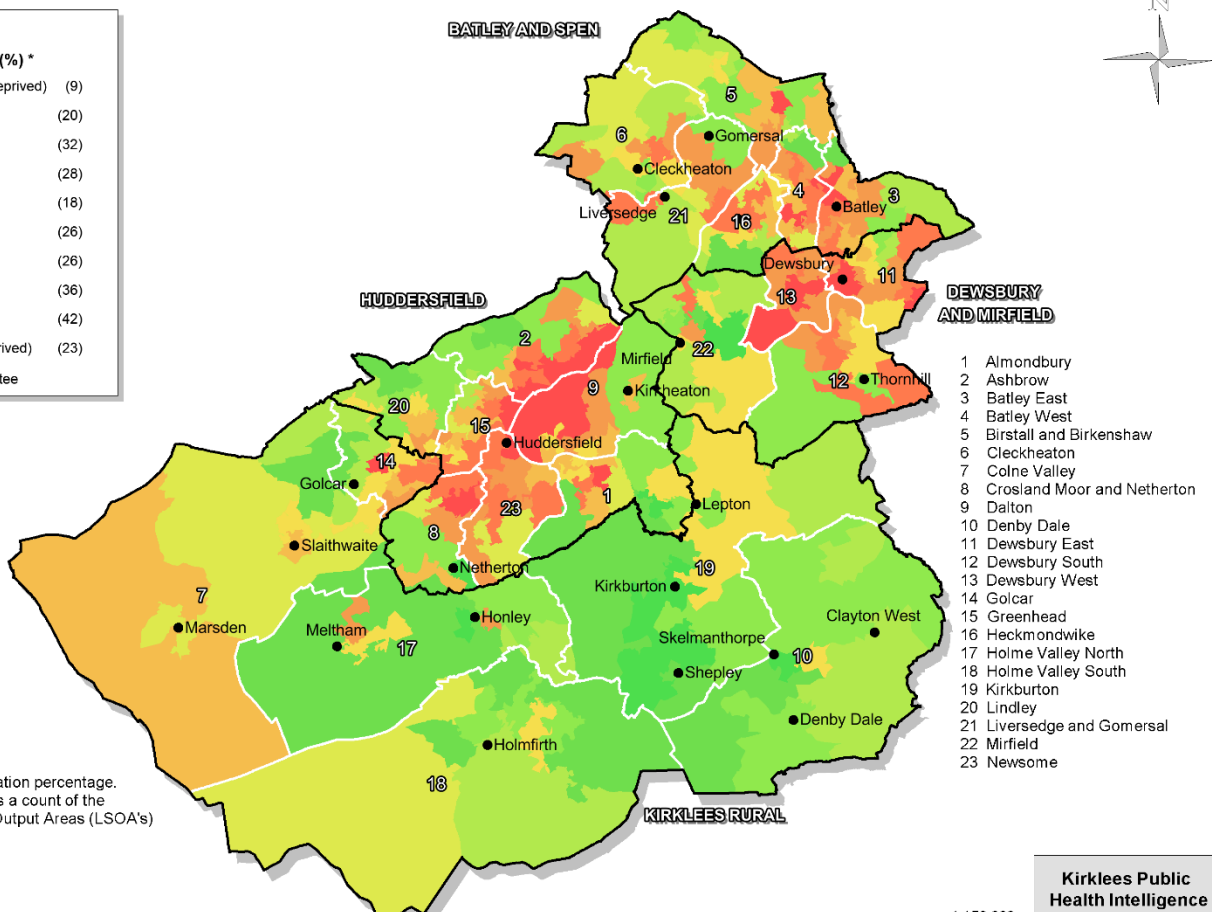 (%) *
eprived) (9)
(20)
(32)
(28)
(18)
(26)
(26)
(36)
(42)
rived) (23)
tee
N
BATLEY AND SPEN
5
6
Gomersal
Cleckheaton
4
3
Liversedge
21
16
Batley
Dewsbury
11
13
HUDDERSFIELD
DEWSBURY
AND MIRFIELD
2
Mirfield
22
9
Kirkheaton
12
Thornhill
20
15
Huddersfield
14
Golcar
1
23
Lepton
8
Slaithwaite
Netherton
19
7
Kirkburton
Marsden
Meltham
Honley
Clayton West
17
Skelmanthorpe
10
Shepley
Denby Dale
Holmfirth
18
KIRKLEES RURAL
1 Almondbury
2 Ashbrow
3 Batley East
4 Batley West
5 Birstall and Birkenshaw
6 Cleckheaton
7 Colne Valley
8 Crosland Moor and Netherton
9 Dalton
10 Denby Dale
11 Dewsbury East
12 Dewsbury South
13 Dewsbury West
14 Golcar
15 Greenhead
16 Heckmondwike
17 Holme Valley North
18 Holme Valley South
19 Kirkburton
20 Lindley
21 Liversedge and Gomersal
22 Mirfield
23 Newsome
ation percentage.
s a count of the
Output Areas (LSOA's)
Kirklees Public
Health Intelligence